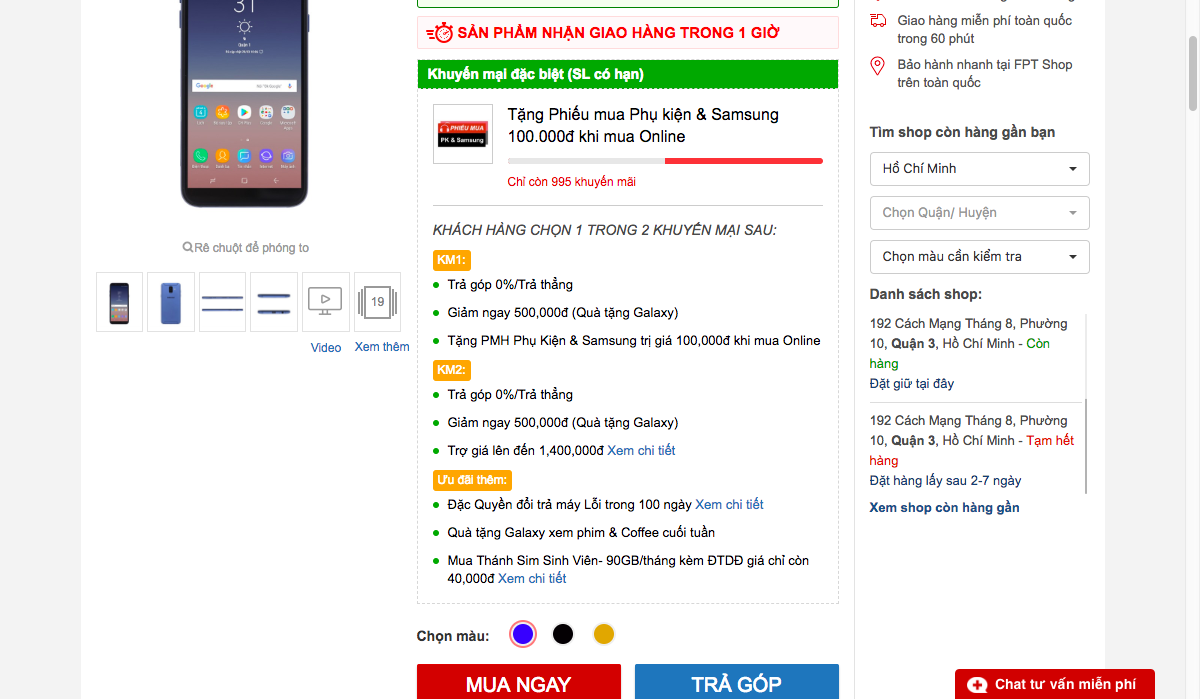 31
Google
SẢN PHẨM NHẬN GIAO HÀNG TRONG 1 GIỜ
Khuyến mại đặc biệt (SL có hạn)
PHIẾU MUA
PK & Samsung
Tặng Phiếu mua Phụ kiện & Samsung
100.000đ khi mua Online
Chỉ còn 995 khuyến mãi
KHÁCH HÀNG CHỌN 1 TRONG 2 KHUYẾN MẠI SAU:
KM1:
Trả góp 0%/Trả thẳng
Giảm ngay 500,000đ (Quà tặng Galaxy)
Tặng PMH Phụ Kiện & Samsung trị giá 100,000đ khi mua Online
KM2:
Trả góp 0%/Trả thẳng
Giảm ngay 500,000đ (Quà tặng Galaxy)
Trợ giá lên đến 1,400,000đ Xem chi tiết
Ưu đãi thêm:
Đặc Quyền đổi trả máy Lỗi trong 100 ngày Xem chi tiết
Quà tặng Galaxy xem phim & Coffee cuối tuần
Mua Thánh Sim Sinh Viên- 90GB/tháng kèm ĐTDĐ giá chỉ còn
40,000đ Xem chi tiết
Chọn màu:
MUA NGAY
TRẢ GÓP
Rê chuột để phóng to
19
Video
Xem thêm
Giao hàng miễn phí toàn quốc
trong 60 phút
Bảo hành nhanh tại FPT Shop
trên toàn quốc
Tìm shop còn hàng gần bạn
Hồ Chí Minh
Chọn Quận/ Huyện
Chọn màu cần kiểm tra
Danh sách shop:
192 Cách Mạng Tháng 8, Phường
10, Quận 3, Hồ Chí Minh - Còn
hàng
Đặt giữ tại đây
192 Cách Mạng Tháng 8, Phường
10, Quận 3, Hồ Chí Minh - Tạm hết
hàng
Đặt hàng lấy sau 2-7 ngày
Xem shop còn hàng gần
Chat tư vấn miễn phí